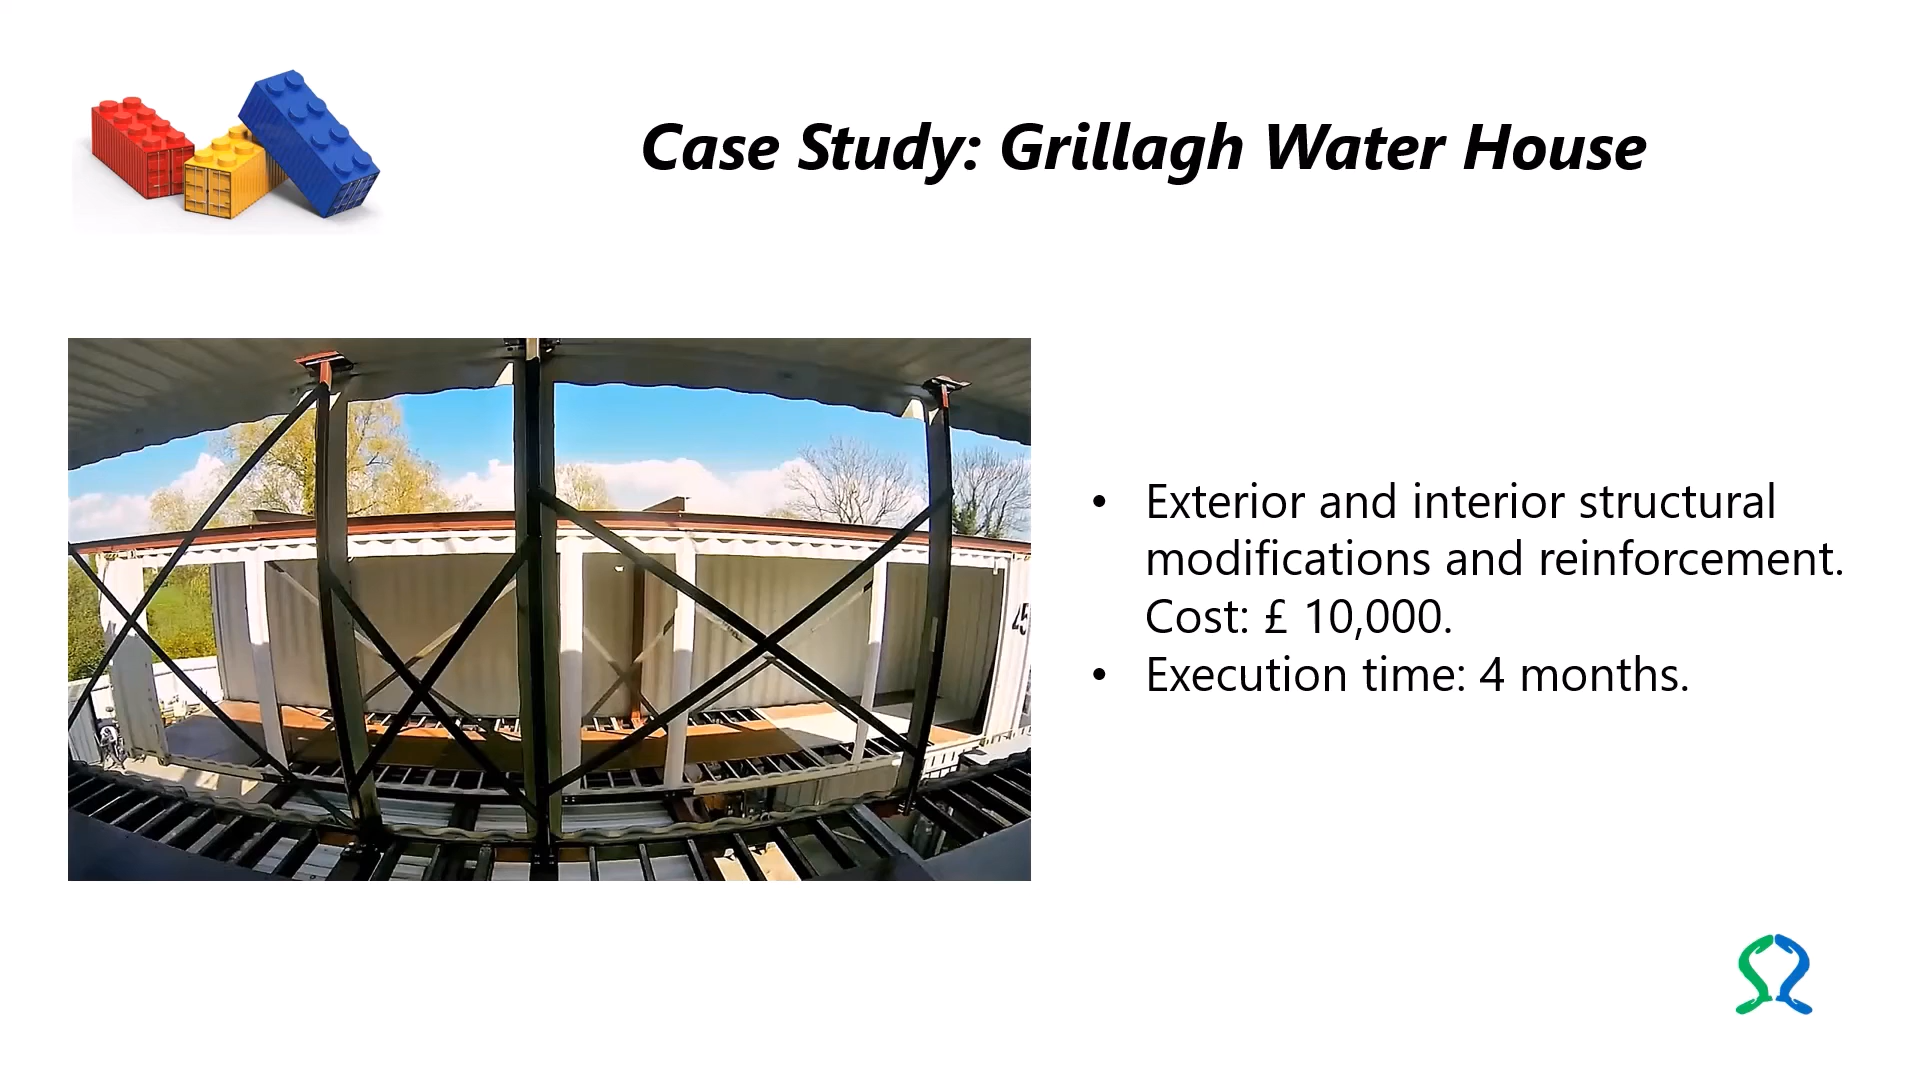 Case Study: Grillagh Water House
• Exterior and interior structural
modifications and reinforcement.
Cost: £ 10,000.
• Execution time: 4 months.
45